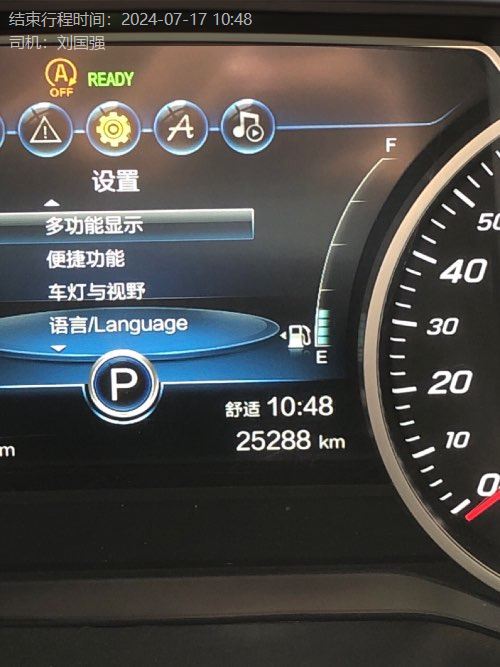 结束行程时间：2024-07-17 10:48
司机：刘国强
A
OFF
READY
设置
多功能显示
便捷功能
车灯与视野
语言/Language
P
舒适 10:48
25288 km
m
F
E
50
40
30
20
10
0